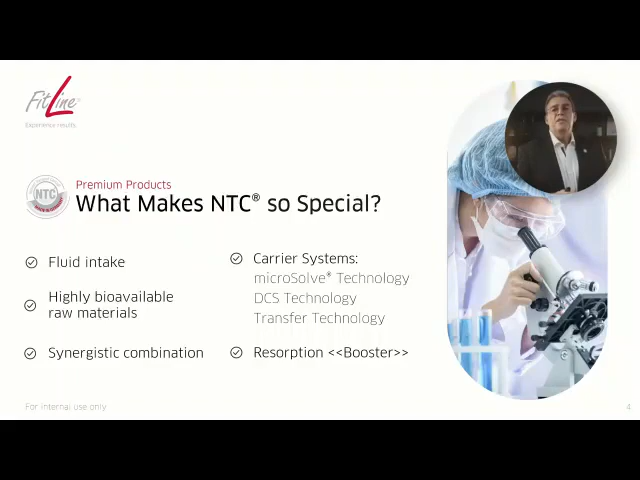 FitLine
Experience results.
NTC
Premium Products
What Makes NTC® so Special?
Fluid intake
Highly bioavailable
raw materials
Synergistic combination
Carrier Systems:
microSolve® Technology
DCS Technology
Transfer Technology
Resorption <<Booster>>
For internal use only
4